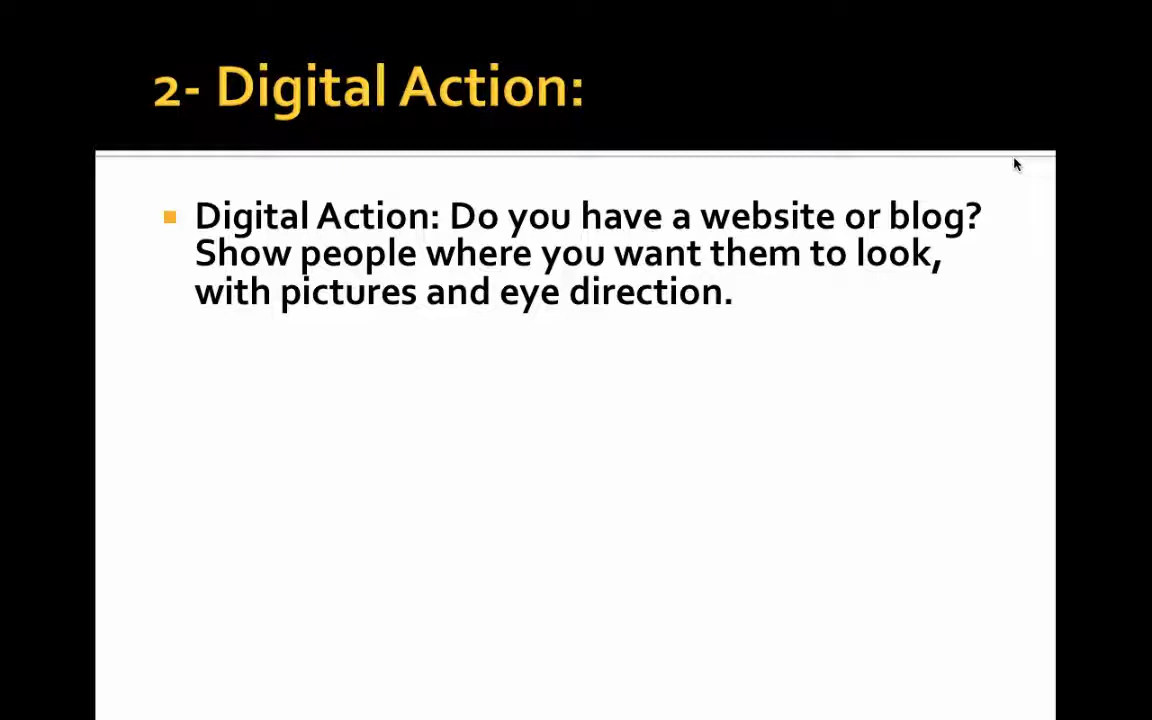 2- Digital Action:
Digital Action: Do you have a website or blog?
Show people where you want them to look,
with pictures and eye direction.